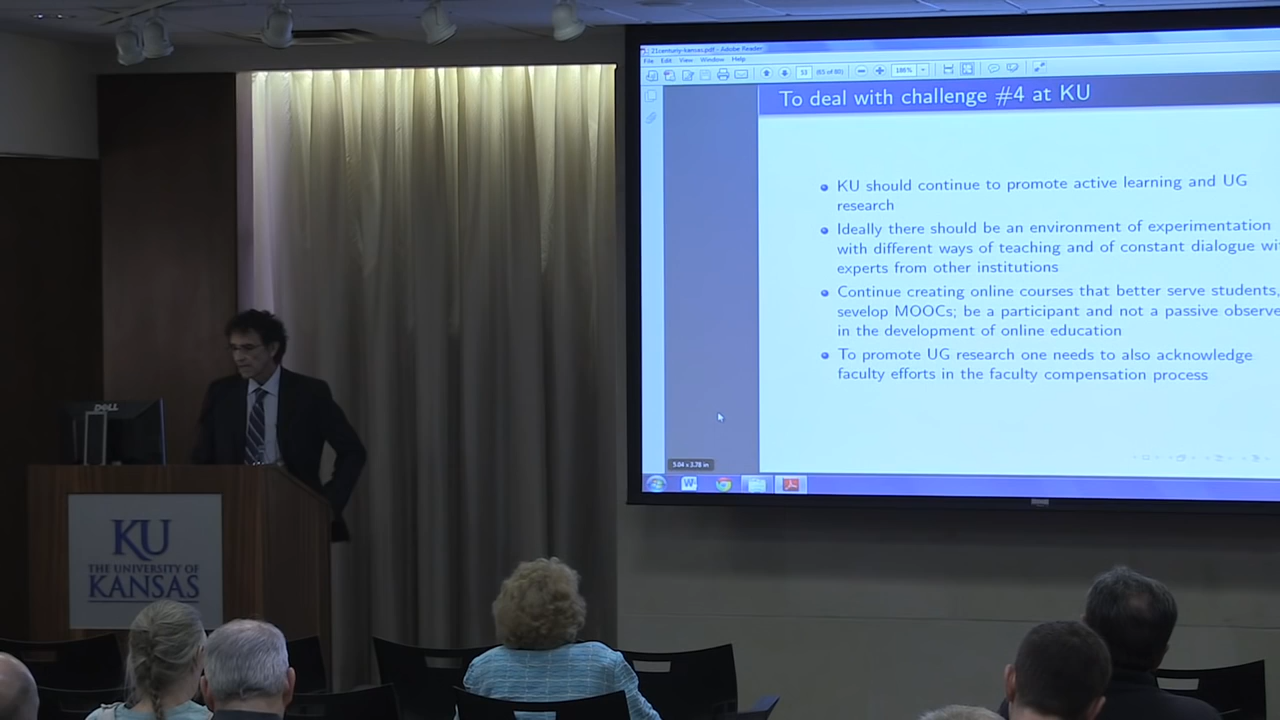 21centuriy-kansas.pdf - Adobe Reader
File Edit View Window Help
53 (65 of 80) 186%
To deal with challenge #4 at KU
KU should continue to promote active learning and UG
research
Ideally there should be an environment of experimentation
with different ways of teaching and of constant dialogue wi
experts from other institutions
Continue creating online courses that better serve students,
sevelop MOOCs; be a participant and not a passive observe
in the development of online education
To promote UG research one needs to also acknowledge
faculty efforts in the faculty compensation process
5.04 x 3.78 in
DELL
KU
THE UNIVERSITY OF
KANSAS